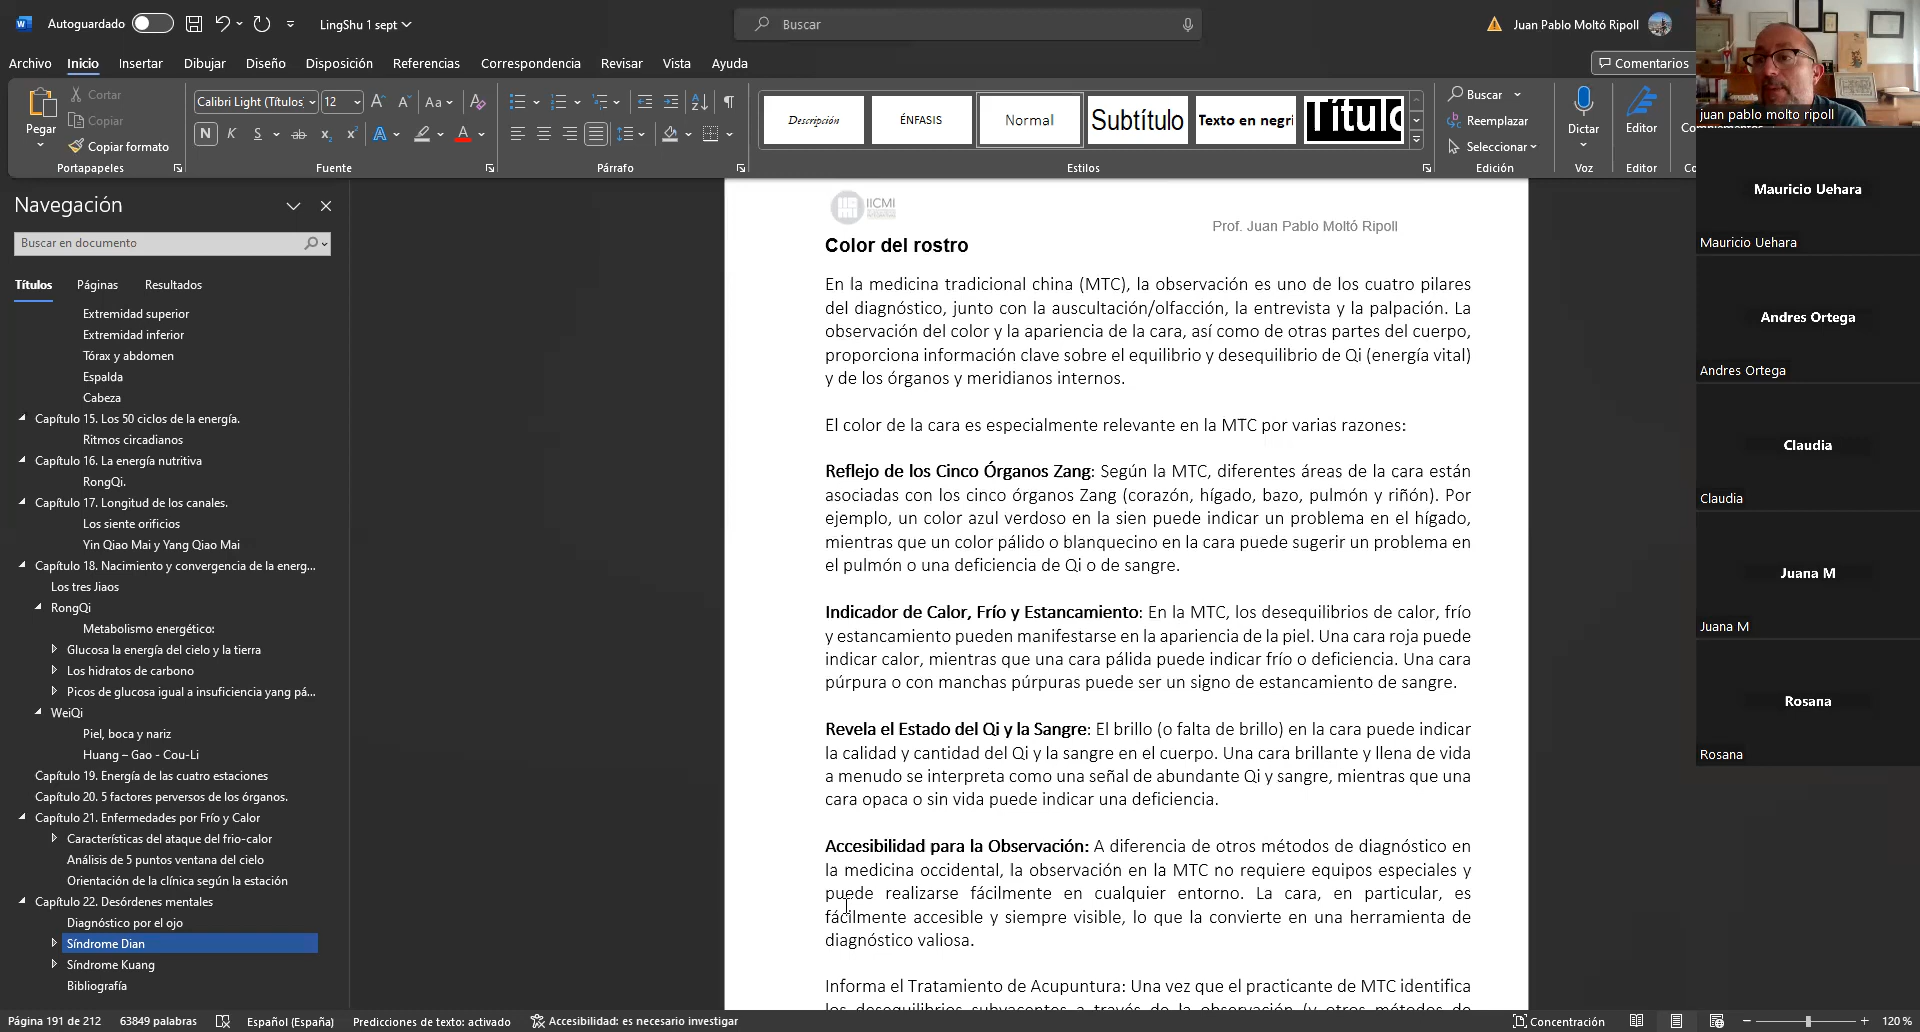 Autoguardado
LingShu 1 sept
Buscar
Juan Pablo Moltó Ripoll
Archivo Inicio Insertar Dibujar Diseño Disposición Referencias Correspondencia Revisar Vista Ayuda
Comentarios
Pegar
Cortar
Copiar
Copiar formato
Portapapeles
Calibri Light (Títulos 12
Aa
N K S ab x₂ x² A A
Fuente
Párrafo
Descripción
ÉNFASIS
Normal
Subtítulo
Texto en negri
Títulc
Estilos
Buscar
Reemplazar
Seleccionar
Edición
Dictar
Voz
Editor
Editor
juan pablo molto ripoll
Mauricio Uehara
Mauricio Uehara
Andres Ortega
Andres Ortega
Claudia
Claudia
Juana M
Juana M
Rosana
Rosana
Navegación
Buscar en documento
Títulos Páginas Resultados
Extremidad superior
Extremidad inferior
Tórax y abdomen
Espalda
Cabeza
Capítulo 15. Los 50 ciclos de la energía.
Ritmos circadianos
Capítulo 16. La energía nutritiva
RongQi.
Capítulo 17. Longitud de los canales.
Los siente orificios
Yin Qiao Mai y Yang Qiao Mai
Capítulo 18. Nacimiento y convergencia de la energ...
Los tres Jiaos
RongQi
Metabolismo energético:
Glucosa la energía del cielo y la tierra
Los hidratos de carbono
Picos de glucosa igual a insuficiencia yang pá...
WeiQi
Piel, boca y nariz
Huang – Gao - Cou-Li
Capítulo 19. Energía de las cuatro estaciones
Capítulo 20. 5 factores perversos de los órganos.
Capítulo 21. Enfermedades por Frío y Calor
Características del ataque del frio-calor
Análisis de 5 puntos ventana del cielo
Orientación de la clínica según la estación
Capítulo 22. Desórdenes mentales
Diagnóstico por el ojo
Síndrome Dian
Síndrome Kuang
Bibliografía
IICMI
Prof. Juan Pablo Moltó Ripoll
Color del rostro
En la medicina tradicional china (MTC), la observación es uno de los cuatro pilares
del diagnóstico, junto con la auscultación/olfacción, la entrevista y la palpación. La
observación del color y la apariencia de la cara, así como de otras partes del cuerpo,
proporciona información clave sobre el equilibrio y desequilibrio de Qi (energía vital)
y de los órganos y meridianos internos.
El color de la cara es especialmente relevante en la MTC por varias razones:
Reflejo de los Cinco Órganos Zang: Según la MTC, diferentes áreas de la cara están
asociadas con los cinco órganos Zang (corazón, hígado, bazo, pulmón y riñón). Por
ejemplo, un color azul verdoso en la sien puede indicar un problema en el hígado,
mientras que un color pálido o blanquecino en la cara puede sugerir un problema en
el pulmón o una deficiencia de Qi o de sangre.
Indicador de Calor, Frío y Estancamiento: En la MTC, los desequilibrios de calor, frío
y estancamiento pueden manifestarse en la apariencia de la piel. Una cara roja puede
indicar calor, mientras que una cara pálida puede indicar frío o deficiencia. Una cara
púrpura o con manchas púrpuras puede ser un signo de estancamiento de sangre.
Revela el Estado del Qi y la Sangre: El brillo (o falta de brillo) en la cara puede indicar
la calidad y cantidad del Qi y la sangre en el cuerpo. Una cara brillante y llena de vida
a menudo se interpreta como una señal de abundante Qi y sangre, mientras que una
cara opaca o sin vida puede indicar una deficiencia.
Accesibilidad para la Observación: A diferencia de otros métodos de diagnóstico en
la medicina occidental, la observación en la MTC no requiere equipos especiales y
puede realizarse fácilmente en cualquier entorno. La cara, en particular, es
fácilmente accesible y siempre visible, lo que la convierte en una herramienta de
diagnóstico valiosa.
Informa el Tratamiento de Acupuntura: Una vez que el practicante de MTC identifica
los desequilibrios subyacentes a través de la observación (y otros métodos de
Página 191 de 212 63849 palabras Español (España) Predicciones de texto: activado Accesibilidad: es necesario investigar
Concentración 120 %